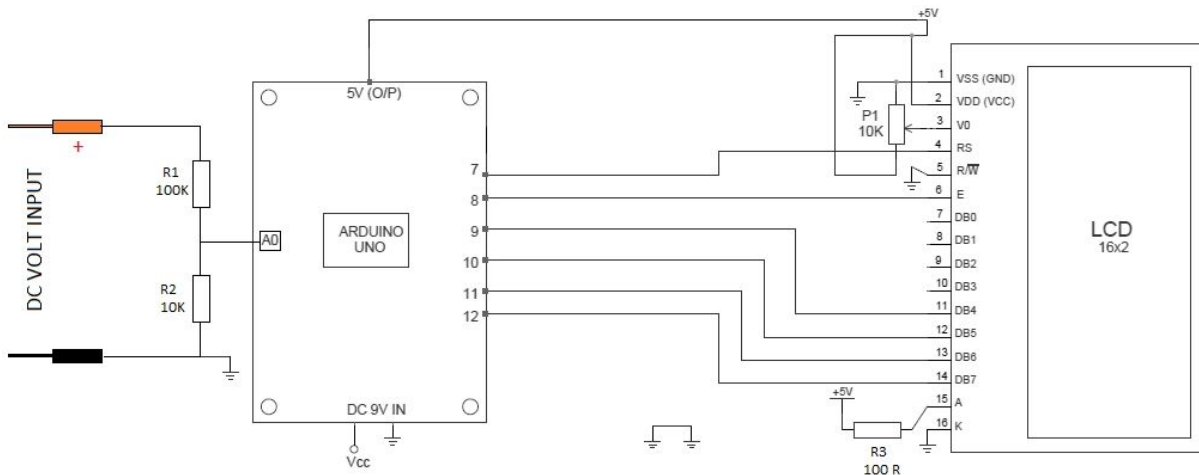 +5V
5V (O/P)
+
DC VOLT INPUT
R1
100K
R2
10K
A0
ARDUINO
UNO
7
8
9
10
11
12
DC 9V IN
Vcc
P1
10K
1 VSS (GND)
2 VDD (VCC)
3 V0
4 RS
5 R/W̅
6 E
7 DB0
8 DB1
9 DB2
10 DB3
11 DB4
12 DB5
13 DB6
14 DB7
15 A
16 K
LCD
16x2
+5V
R3
100 R